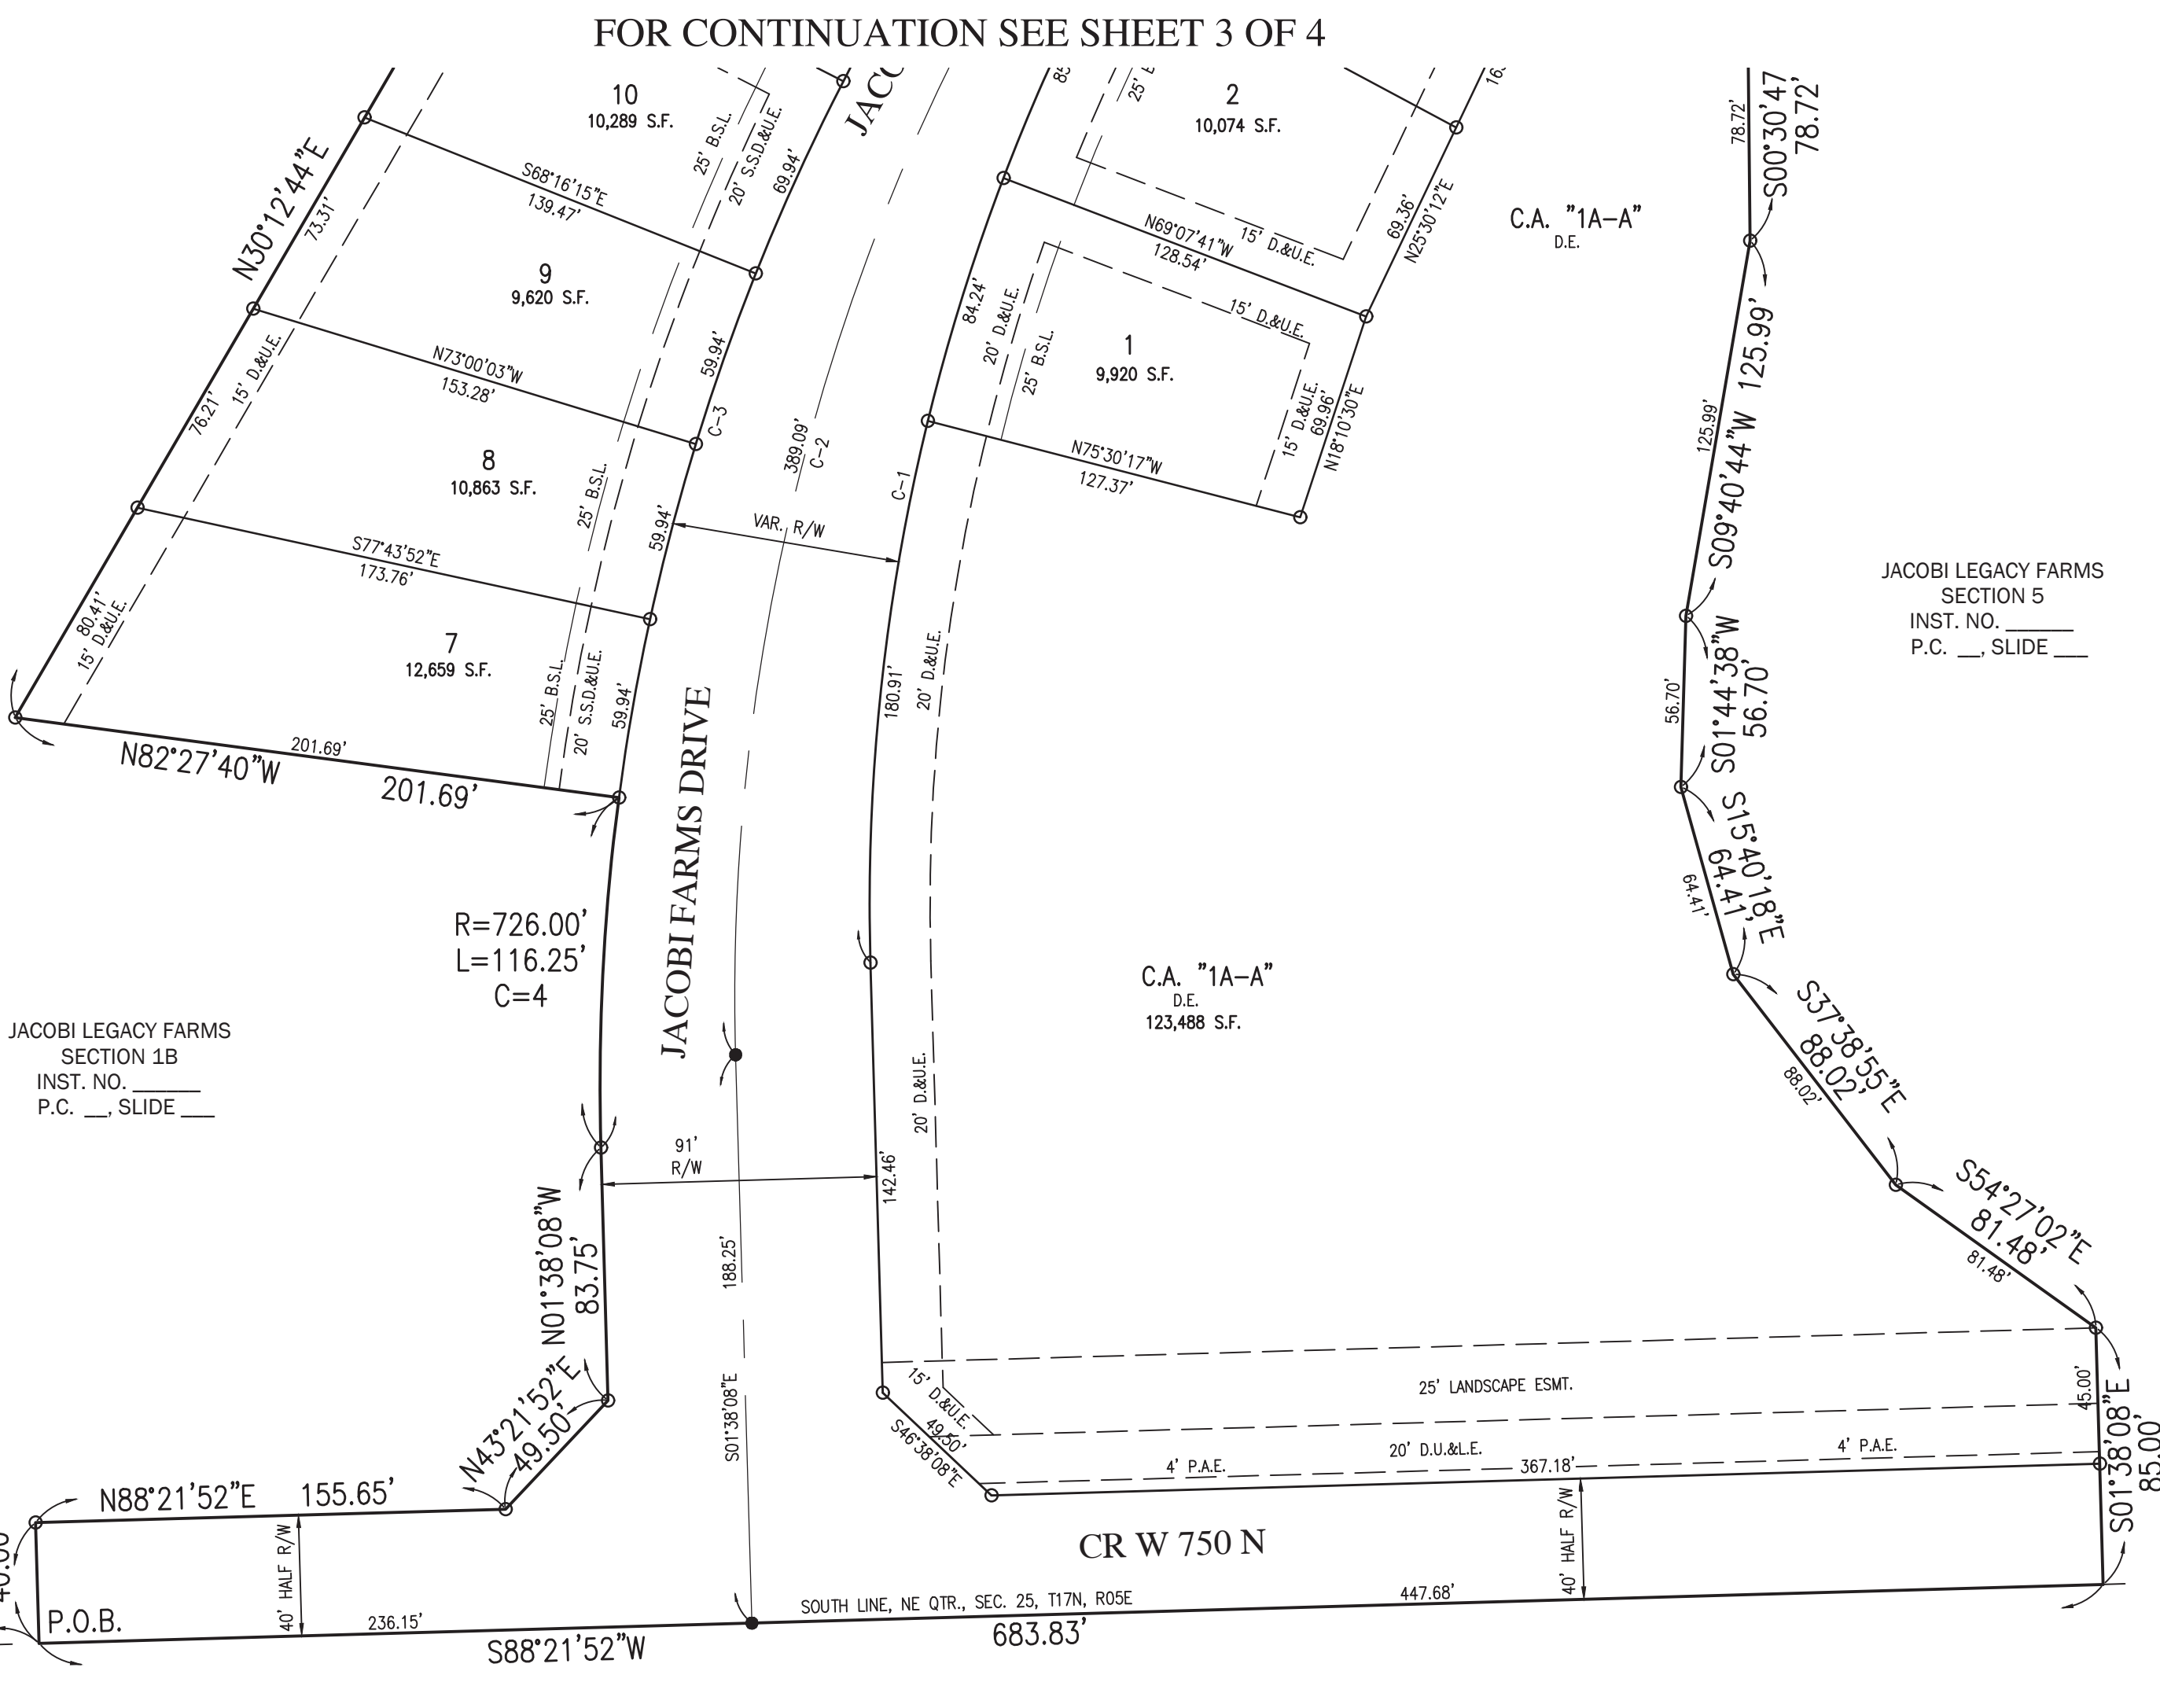 FOR CONTINUATION SEE SHEET 3 OF 4
10
10,289 S.F.
25' B.S.L.
20' S.S.D.&U.E.
69.94'
2
10,074 S.F.
15' D.&U.E.
69.36'
N25°30'12"E
C.A. "1A-A"
D.E.
78.72'
S00°30'47
78.72'
N30°12'44"E
73.31'
S68°16'15"E
139.47'
9
9,620 S.F.
59.94'
C-3
N73°00'03"W
153.28'
76.21'
15' D.&U.E.
8
10,863 S.F.
25' B.S.L.
59.94'
S77°43'52"E
173.76'
80.41'
15' D.&U.E.
7
12,659 S.F.
25' B.S.L.
20' S.S.D.&U.E.
59.94'
201.69'
N82°27'40"W
201.69'
389.09'
C-2
VAR. R/W
84.24'
20' D.&U.E.
25' B.S.L.
N69°07'41"W
128.54'
15' D.&U.E.
1
9,920 S.F.
15' D.&U.E.
69.96'
N18°10'30"E
N75°30'17"W
127.37'
C-1
180.91'
20' D.&U.E.
125.99'
S09°40'44"W 125.99'
56.70'
S01°44'38"W
56.70'
JACOBI LEGACY FARMS
SECTION 5
INST. NO. ______
P.C. __, SLIDE ___
64.41'
S15°40'18"E
64.41'
JACOBI FARMS DRIVE
R=726.00'
L=116.25'
C=4
C.A. "1A-A"
D.E.
123,488 S.F.
S37°38'55"E
88.02'
88.02'
JACOBI LEGACY FARMS
SECTION 1B
INST. NO. ______
P.C. __, SLIDE ___
20' D.&U.E.
91'
R/W
142.46'
S54°27'02"E
81.48'
81.48'
N01°38'08"W
83.75'
188.25'
S01°38'08"E
N43°21'52"E
49.50'
15' D.&U.E.
49.50'
S46°38'08"E
25' LANDSCAPE ESMT.
20' D.U.&L.E.
4' P.A.E.
4' P.A.E.
367.18'
45.00'
S01°38'08"E
85.00'
N88°21'52"E 155.65'
40' HALF R/W
CR W 750 N
40' HALF R/W
P.O.B.
236.15'
SOUTH LINE, NE QTR., SEC. 25, T17N, R05E
447.68'
S88°21'52"W
683.83'